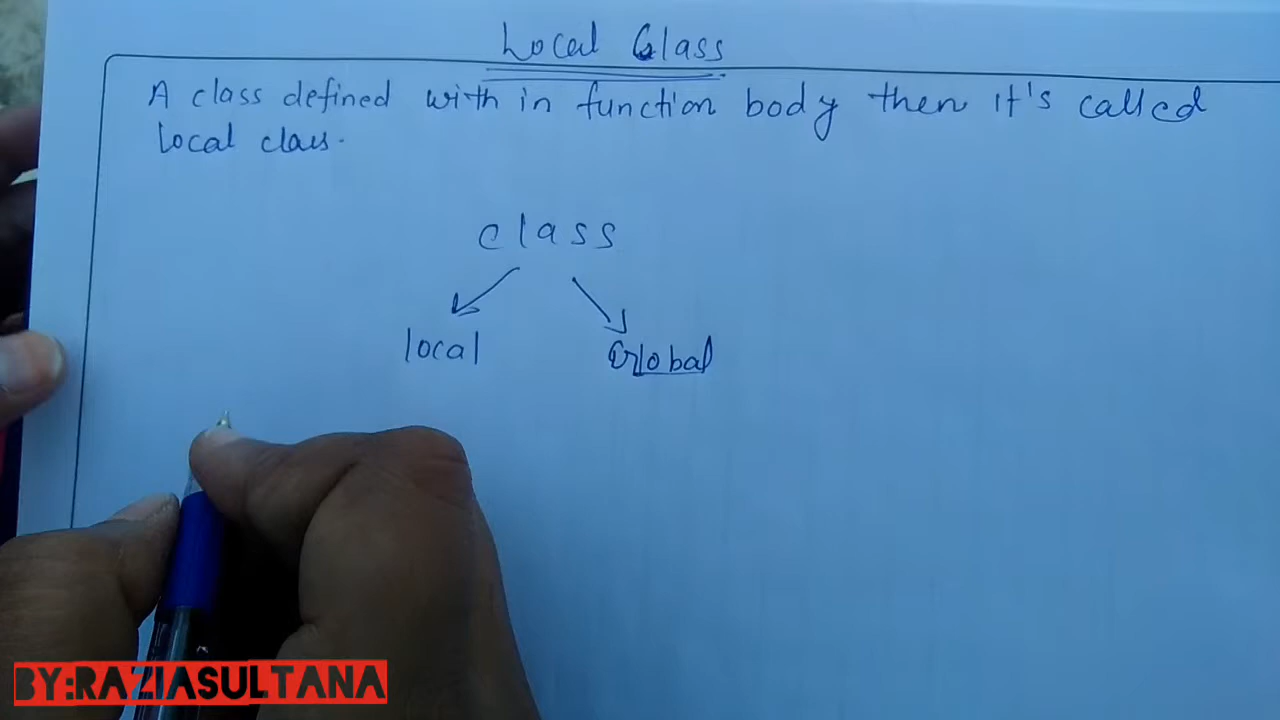 Local Class
A class defined with in function body then it's called
local class.
class
local Global
BY:RAZIASULTANA